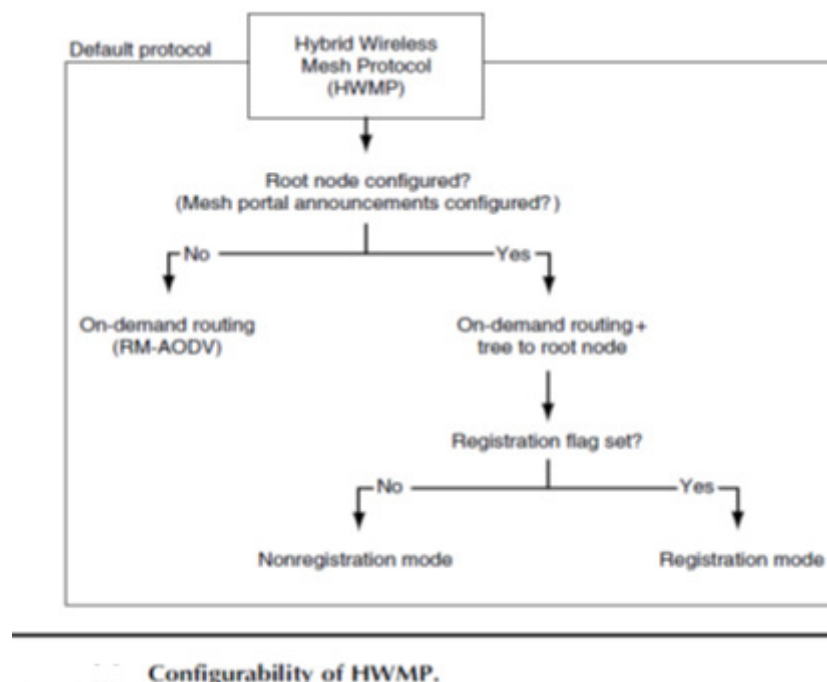 Default protocol
Hybrid Wireless
Mesh Protocol
(HWMP)
Root node configured?
(Mesh portal announcements configured?)
No
Yes
On-demand routing
(RM-AODV)
On-demand routing +
tree to root node
Registration flag set?
No
Yes
Nonregistration mode
Registration mode
Configurability of HWMP.